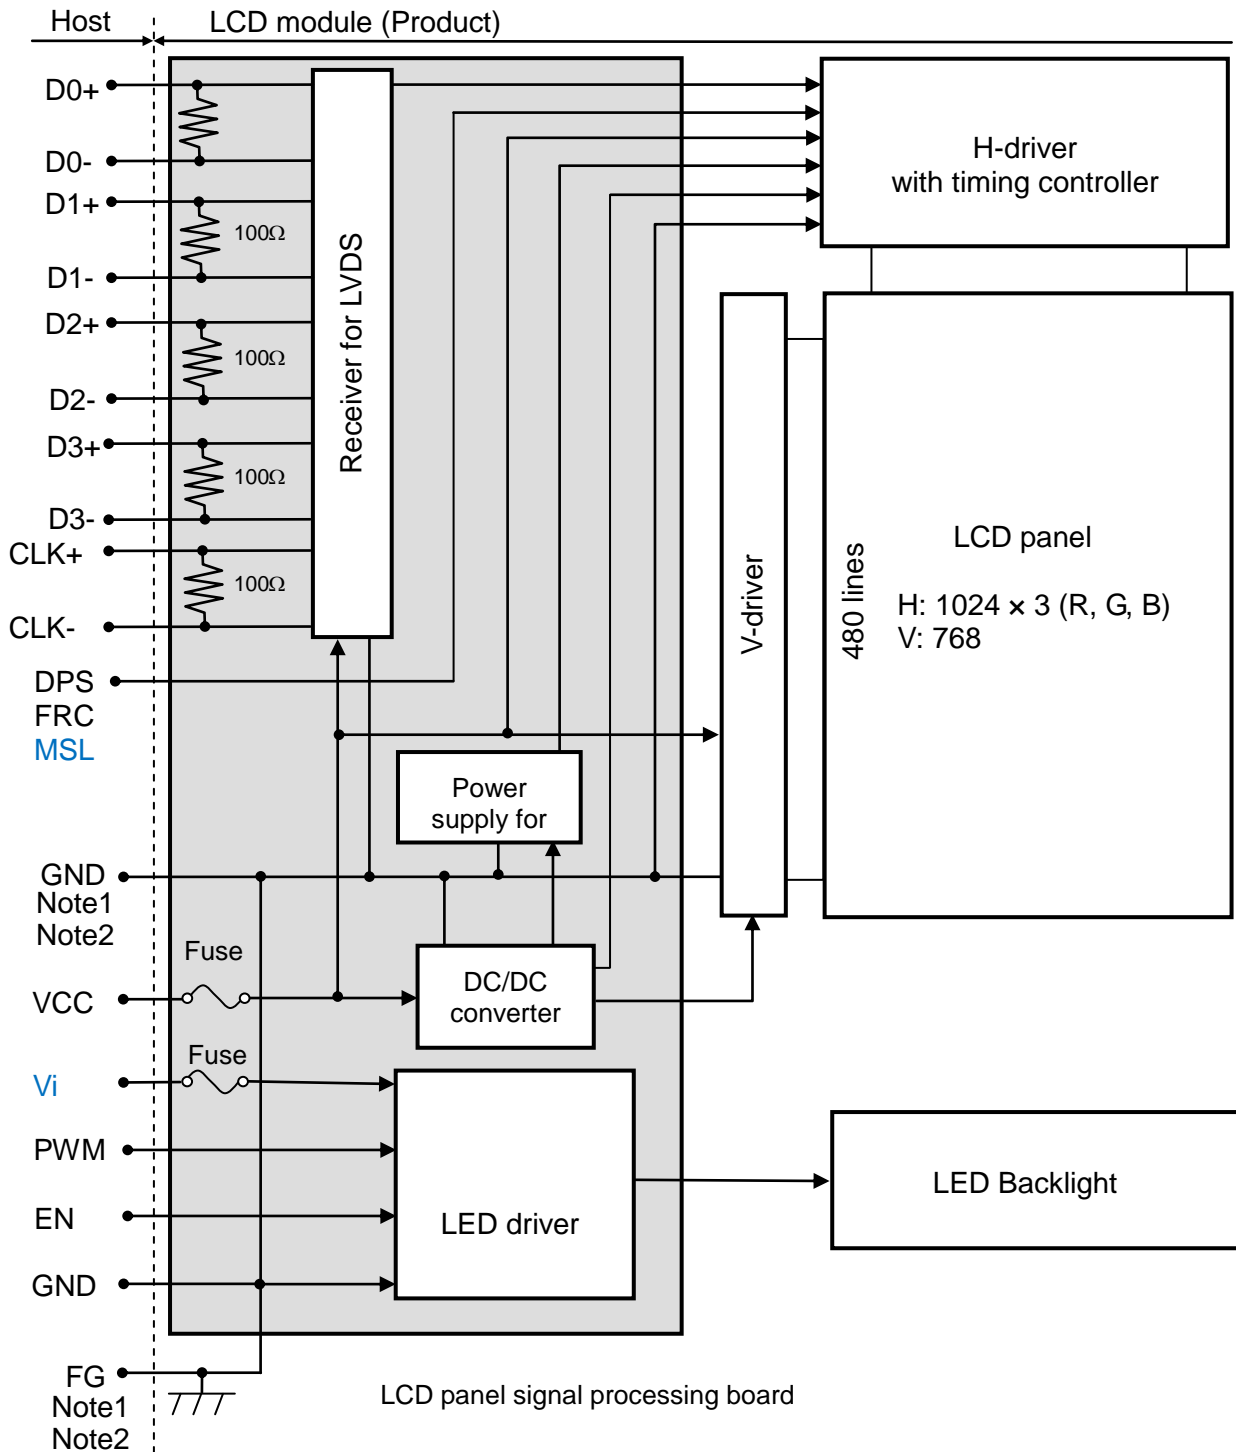 Host
LCD module (Product)
D0+
D0-
D1+
100Ω
D1-
D2+
100Ω
D2-
D3+
100Ω
D3-
CLK+
100Ω
CLK-
DPS
FRC
MSL
Receiver for LVDS
H-driver
with timing controller
V-driver
480 lines
LCD panel
H: 1024 × 3 (R, G, B)
V: 768
Power
supply for
GND
Note1
Note2
Fuse
VCC
DC/DC
converter
Fuse
Vi
PWM
EN
GND
LED driver
LED Backlight
FG
Note1
Note2
LCD panel signal processing board